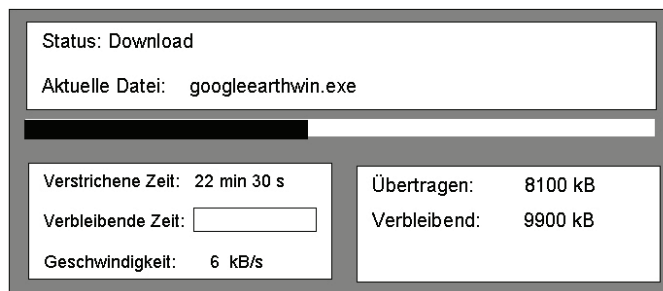 Status: Download
Aktuelle Datei: googleearthwin.exe
Verstrichene Zeit: 22 min 30 s
Verbleibende Zeit:
Geschwindigkeit: 6 kB/s
Übertragen: 8100 kB
Verbleibend: 9900 kB